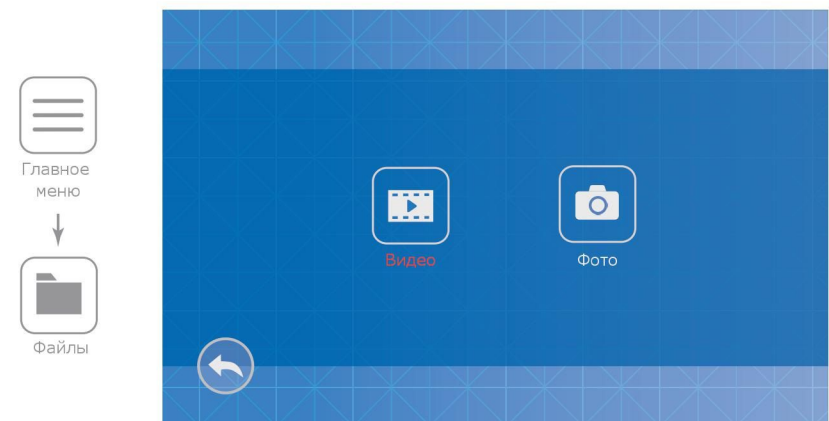 Главное
меню
Файлы
Видео
Фото